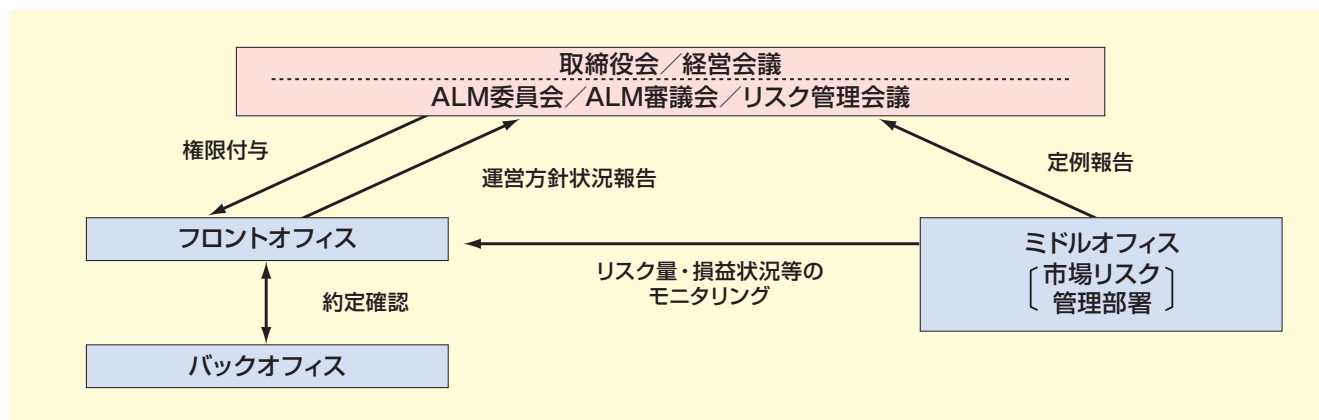 取締役会／経営会議
ALM委員会／ALM審議会／リスク管理会議
権限付与
運営方針状況報告
定例報告
フロントオフィス
ミドルオフィス
〔市場リスク
管理部署〕
リスク量・損益状況等の
モニタリング
約定確認
バックオフィス